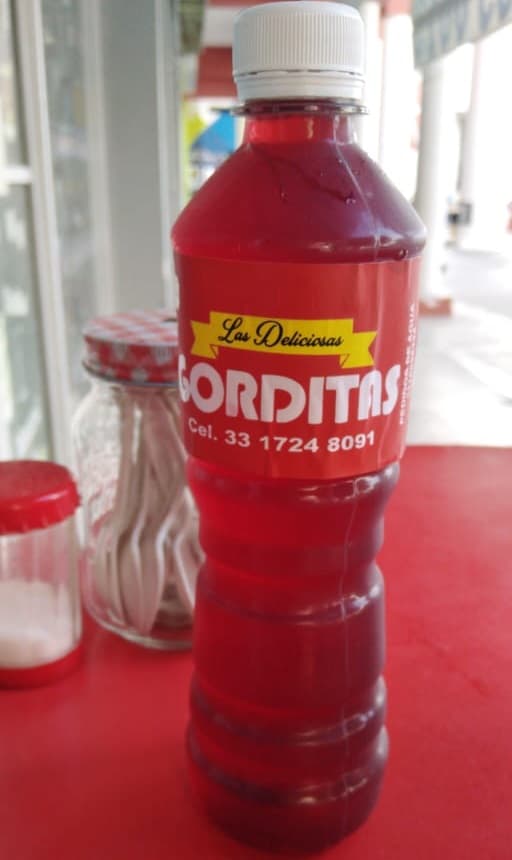 Las Deliciosas
GORDITAS
Cel. 33 1724 8091